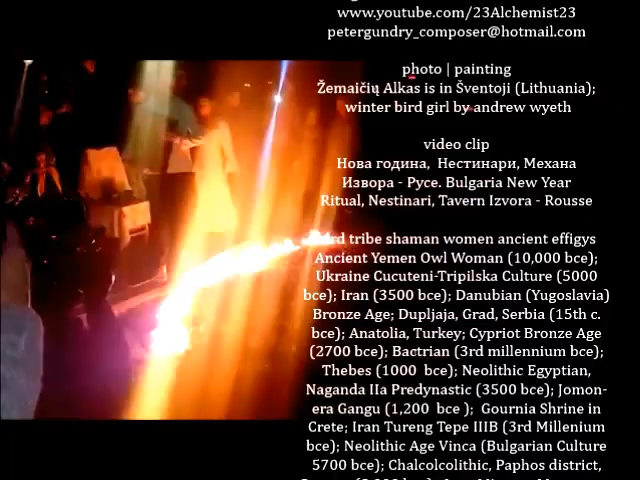 www.youtube.com/23Alchemist23
petergundry_composer@hotmail.com
photo | painting
Žemaičių Alkas is in Šventoji (Lithuania);
winter bird girl by andrew wyeth
video clip
Нова година, Нестинари, Механа
Извора - Русе. Bulgaria New Year
Ritual, Nestinari, Tavern Izvora - Rousse
tribe shaman women ancient effigys
Ancient Yemen Owl Woman (10,000 bce);
Ukraine Cucuteni-Tripilska Culture (5000
bce); Iran (3500 bce); Danubian (Yugoslavia)
Bronze Age; Dupljaja, Grad, Serbia (15th c.
bce); Anatolia, Turkey; Cypriot Bronze Age
(2700 bce); Bactrian (3rd millennium bce);
Thebes (1000 bce); Neolithic Egyptian,
Naganda IIa Predynastic (3500 bce); Jomon-
era Gangu (1,200 bce ); Gournia Shrine in
Crete; Iran Tureng Tepe IIIB (3rd Millenium
bce); Neolithic Age Vinca (Bulgarian Culture
5700 bce); Chalcolcolithic, Paphos district,